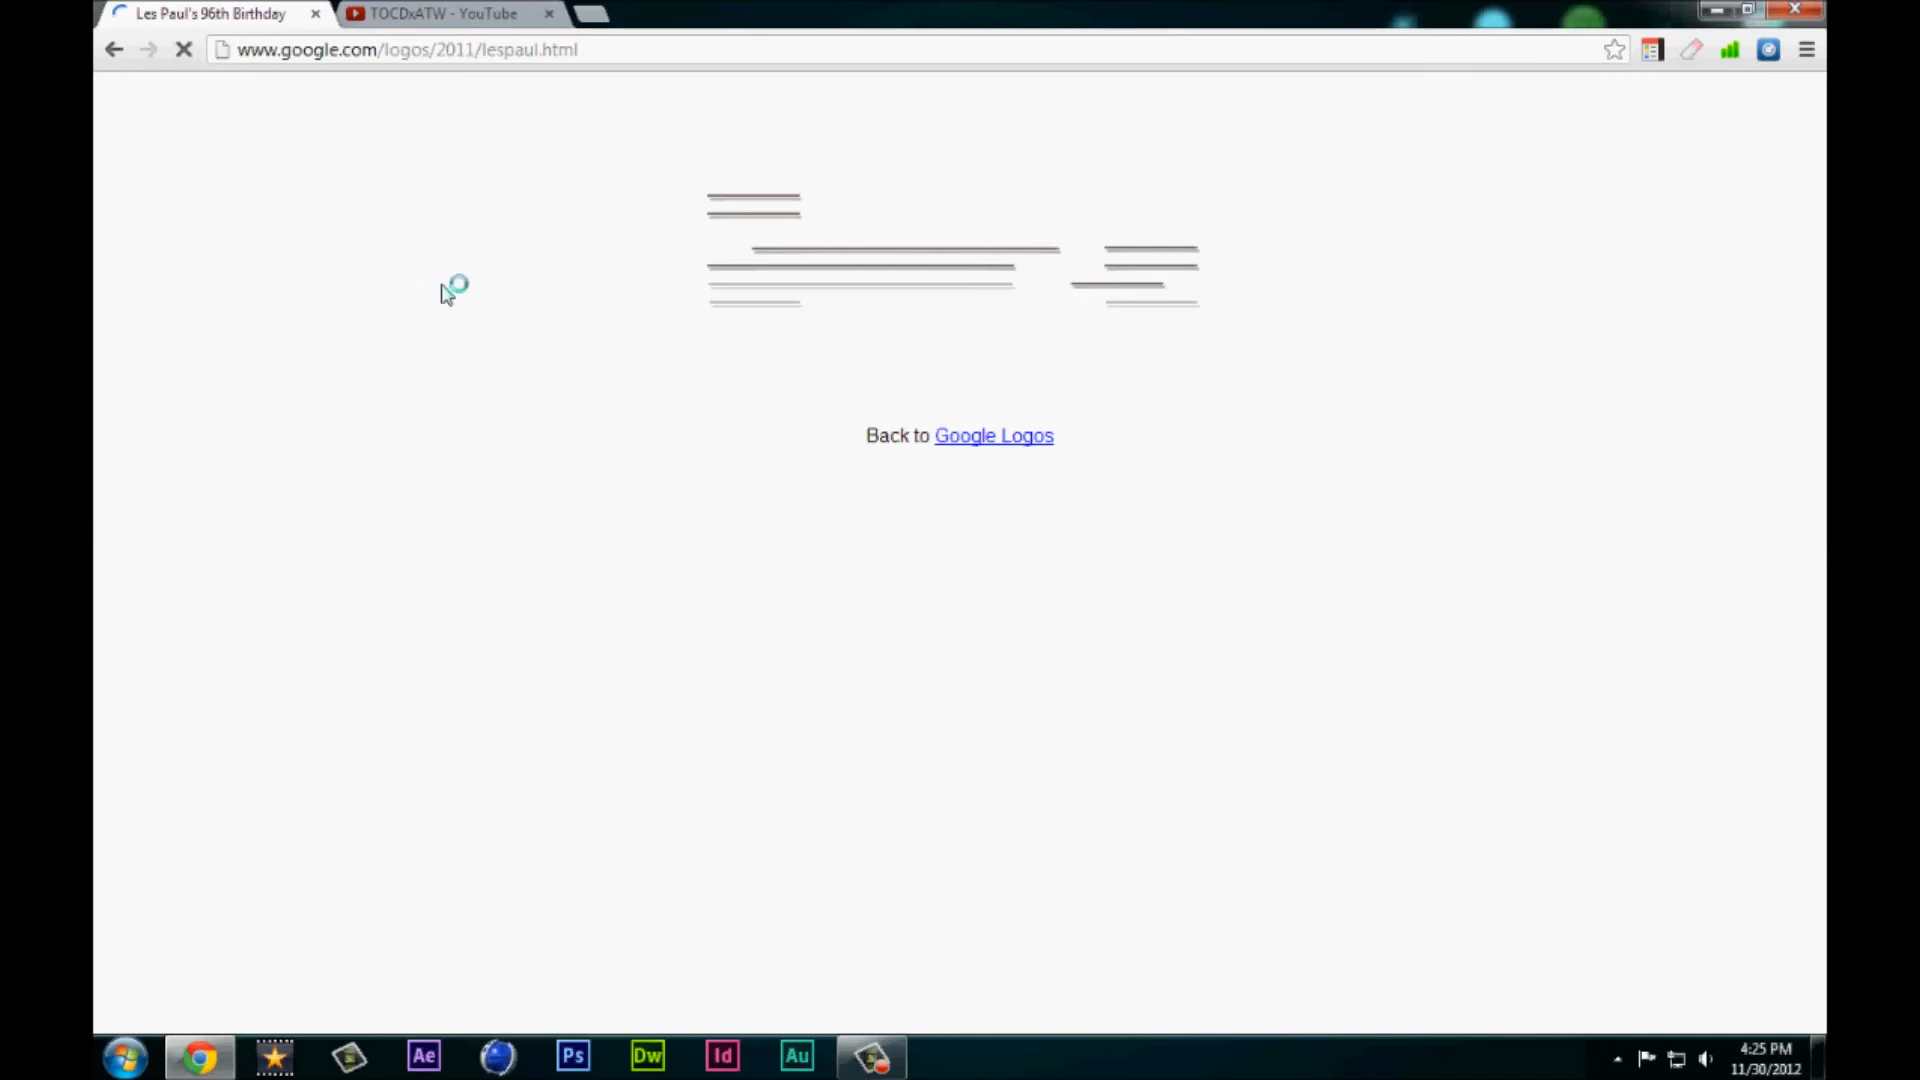 Les Paul's 96th Birthday
TOCDxATW - YouTube
www.google.com/logos/2011/lespaul.html
Back to Google Logos
Ae
Ps
Dw
Id
Au
4:25 PM
11/30/2012